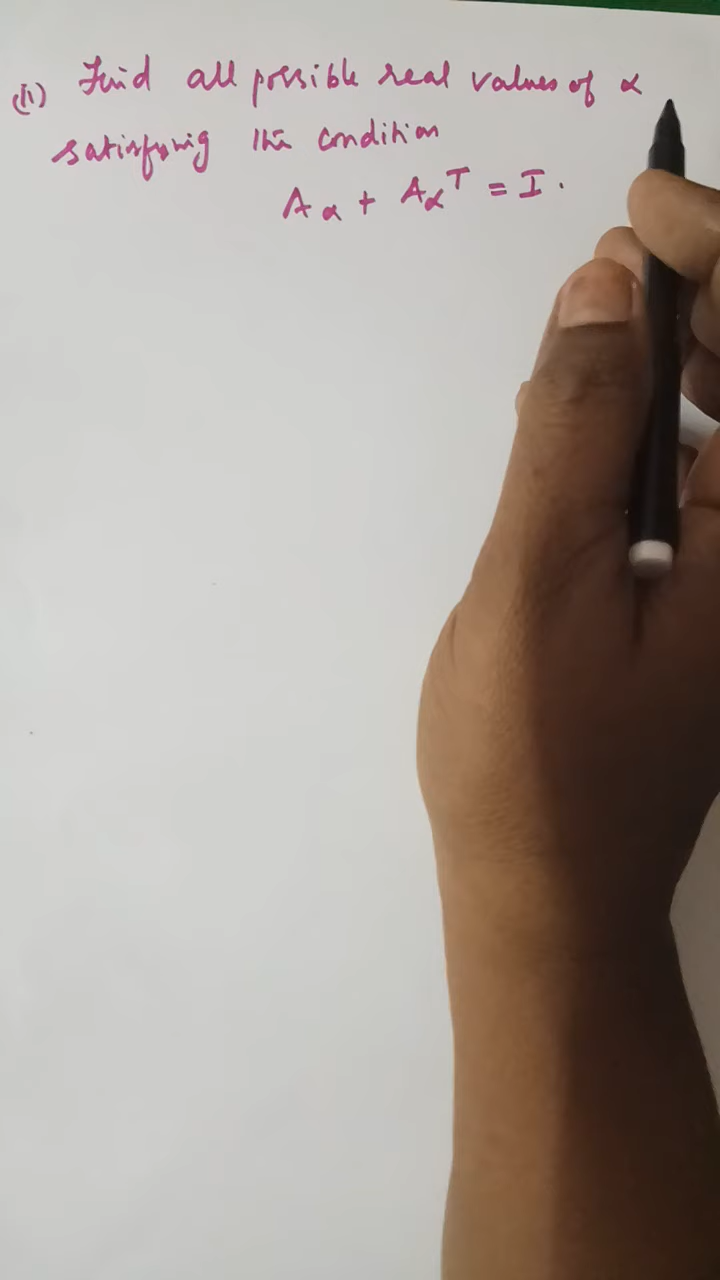 (ii) Find all possible real values of α
satisfying the condition
Aα + Aαᵀ = I.